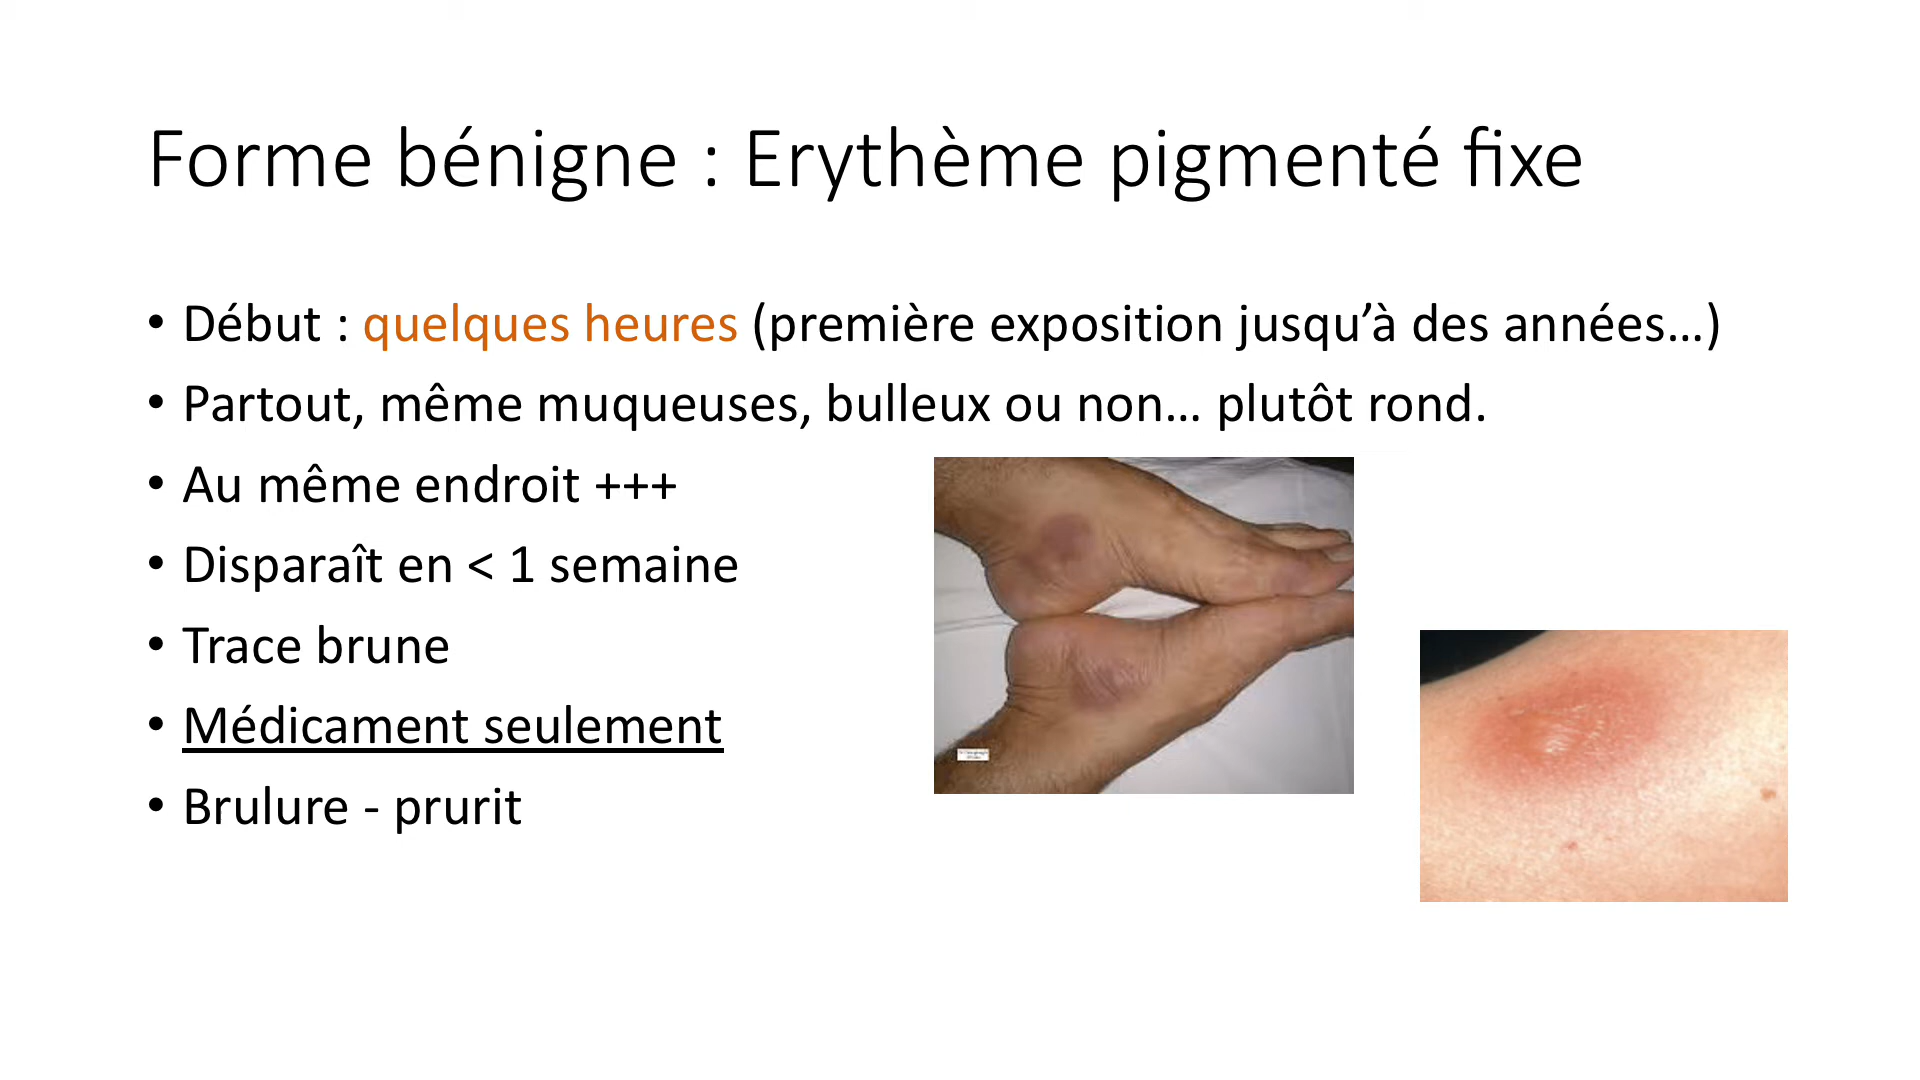 Forme bénigne : Erythème pigmenté fixe
• Début : quelques heures (première exposition jusqu’à des années…)
• Partout, même muqueuses, bulleux ou non… plutôt rond.
• Au même endroit +++
• Disparaît en < 1 semaine
• Trace brune
• Médicament seulement
• Brulure - prurit